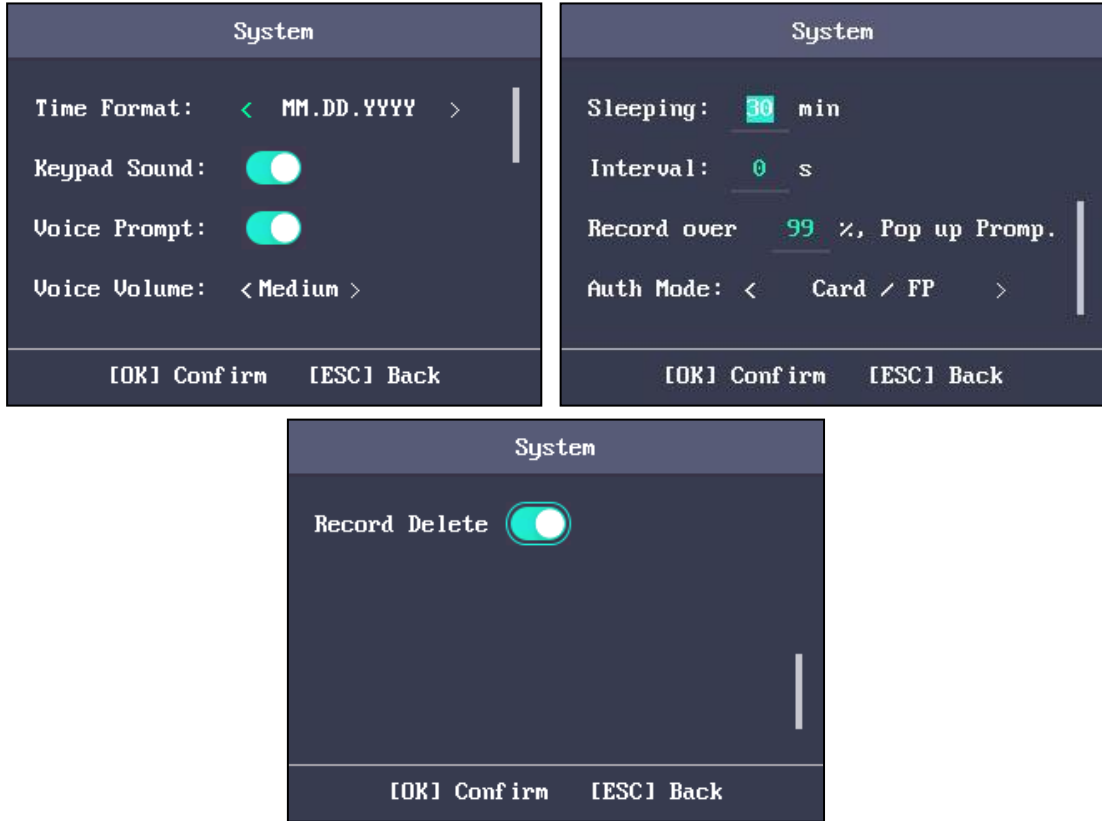 System
Time Format: < MM.DD.YYYY >
Keypad Sound:
Voice Prompt:
Voice Volume: < Medium >
[OK] Confirm [ESC] Back
System
Sleeping: 30 min
Interval: 0 s
Record over 99 %, Pop up Promp.
Auth Mode: < Card / FP >
[OK] Confirm [ESC] Back
System
Record Delete
[OK] Confirm [ESC] Back